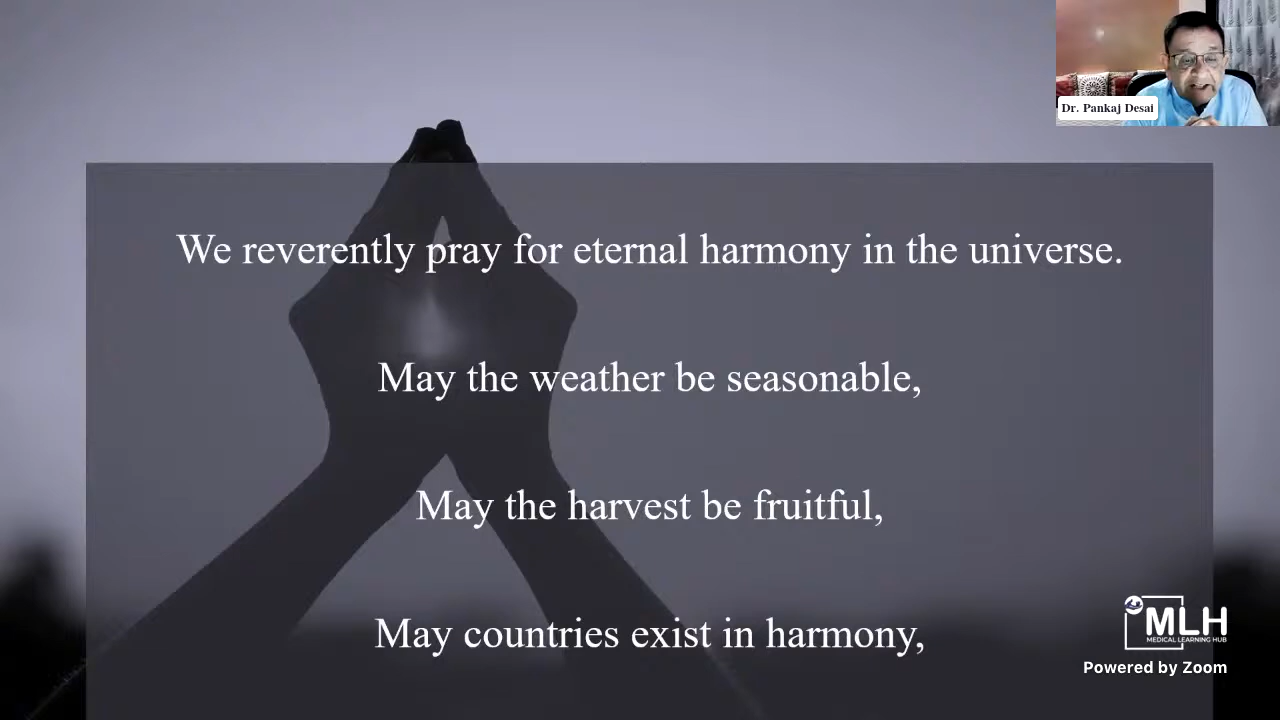 Dr. Pankaj Desai
We reverently pray for eternal harmony in the universe.
May the weather be seasonable,
May the harvest be fruitful,
May countries exist in harmony,
MLH
MEDICAL LEARNING HUB
Powered by Zoom